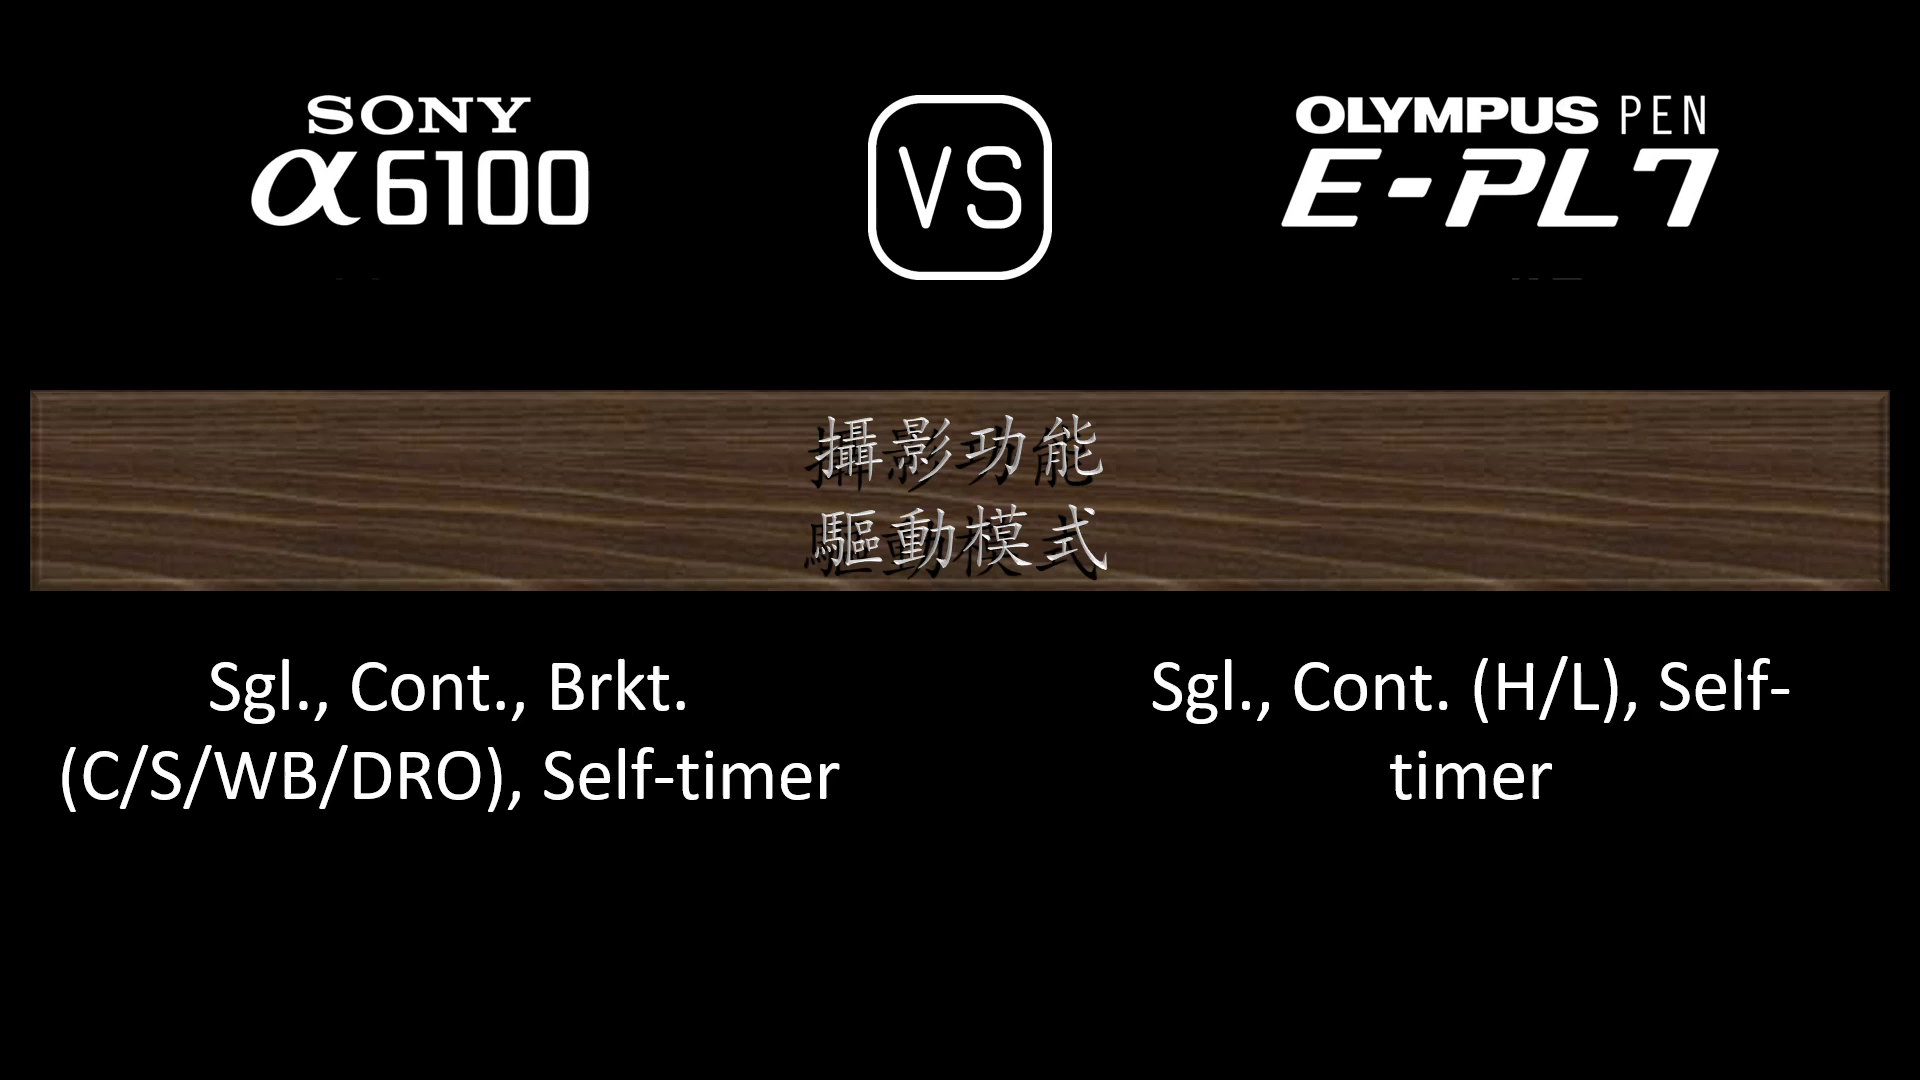 SONY
α6100
VS
OLYMPUS PEN
E-PL7
攝影功能
驅動模式
Sgl., Cont., Brkt.
(C/S/WB/DRO), Self-timer
Sgl., Cont. (H/L), Self-
timer